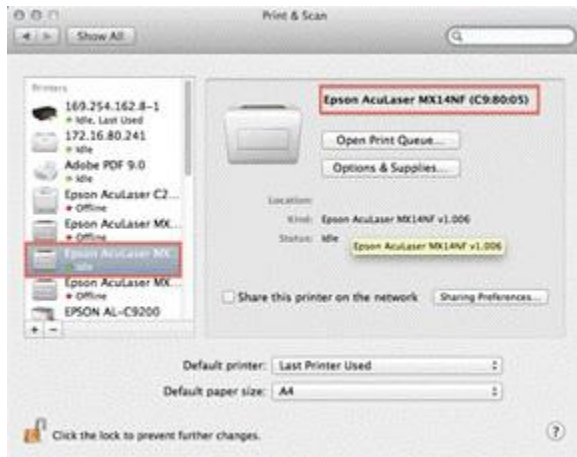 Print & Scan
Show All
Printers
169.254.162.8-1
Idle, Last Used
172.16.80.241
Idle
Adobe PDF 9.0
Idle
Epson AcuLaser C2...
Offline
Epson AcuLaser MX...
Offline
Epson AcuLaser MX...
Idle
Epson AcuLaser MX...
Offline
EPSON AL-C9200
+ −
Epson AcuLaser MX14NF (C9:80:05)
Open Print Queue...
Options & Supplies...
Location:
Kind: Epson AcuLaser MX14NF v1.006
Status: Idle
Epson AcuLaser MX14NF v1.006
Share this printer on the network
Sharing Preferences...
Default printer: Last Printer Used
Default paper size: A4
Click the lock to prevent further changes.
?